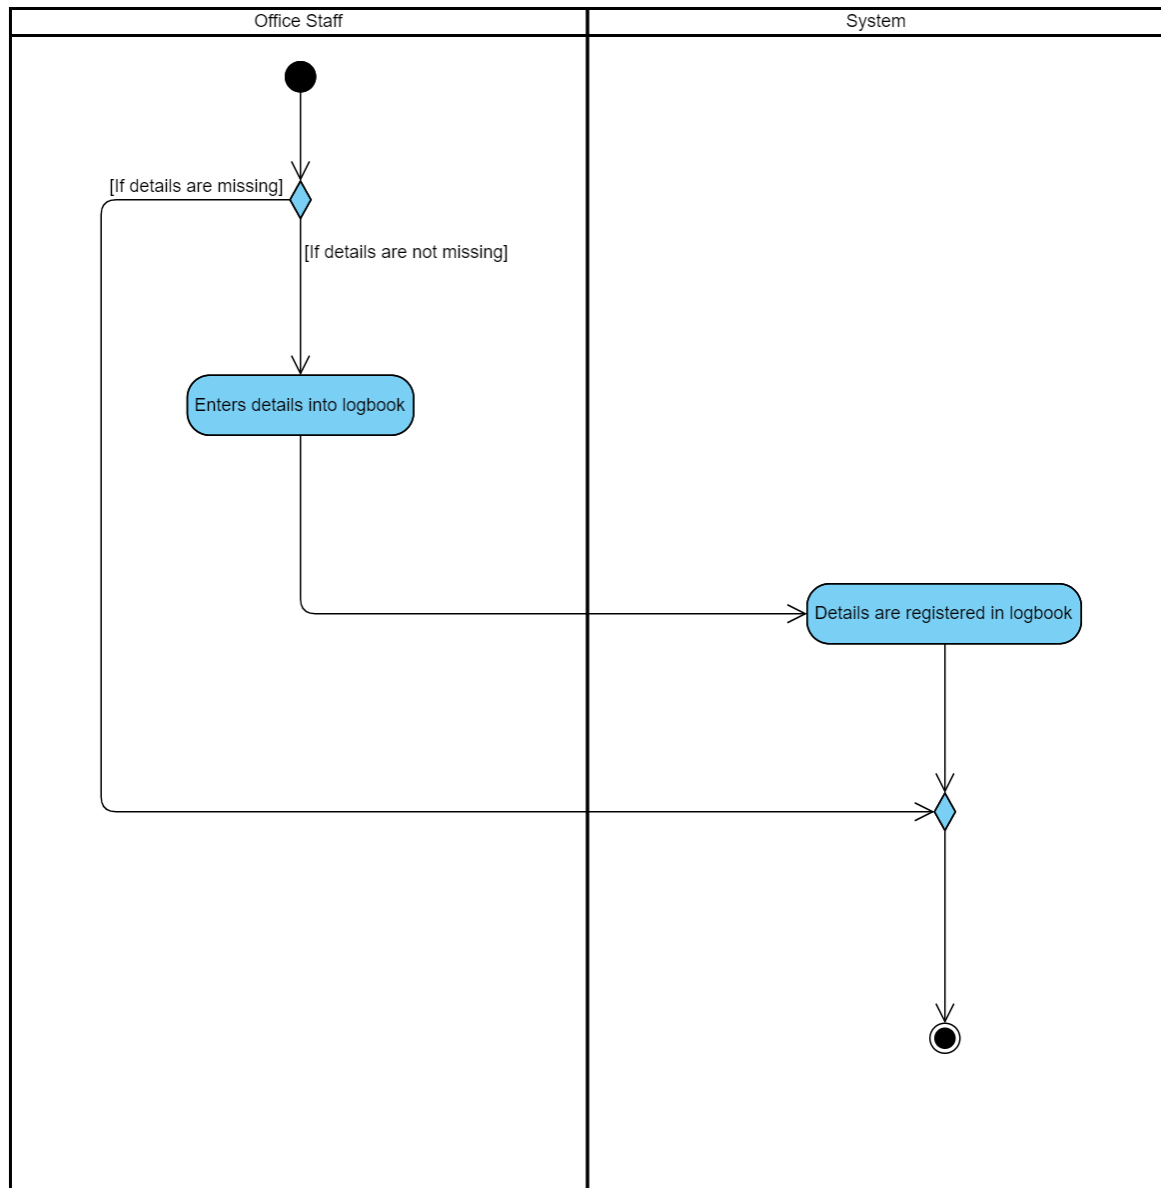 Office Staff
System
[If details are missing]
[If details are not missing]
Enters details into logbook
Details are registered in logbook